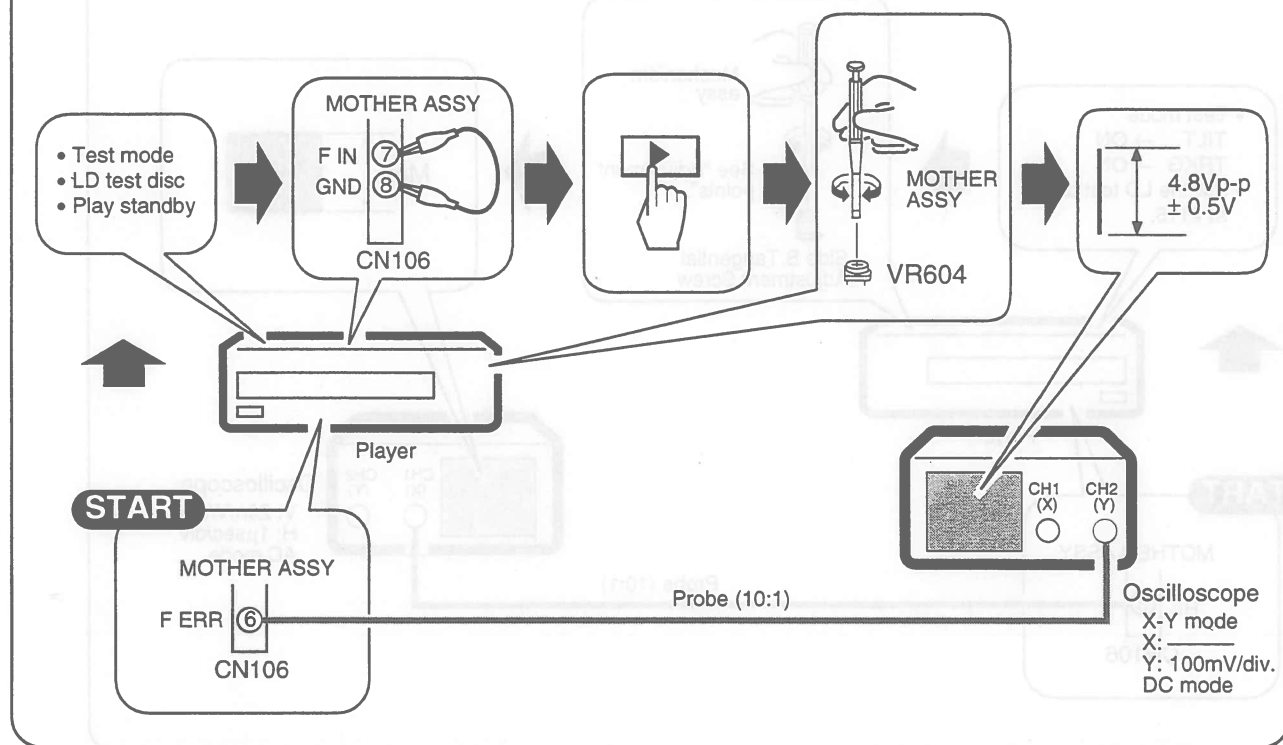 • Test mode
• LD test disc
• Play standby
MOTHER ASSY
F IN ⑦
GND ⑧
CN106
MOTHER
ASSY
VR604
4.8Vp-p
± 0.5V
Player
START
MOTHER ASSY
F ERR ⑥
CN106
Probe (10:1)
CH1
(X)
CH2
(Y)
Oscilloscope
X-Y mode
X: ———
Y: 100mV/div.
DC mode